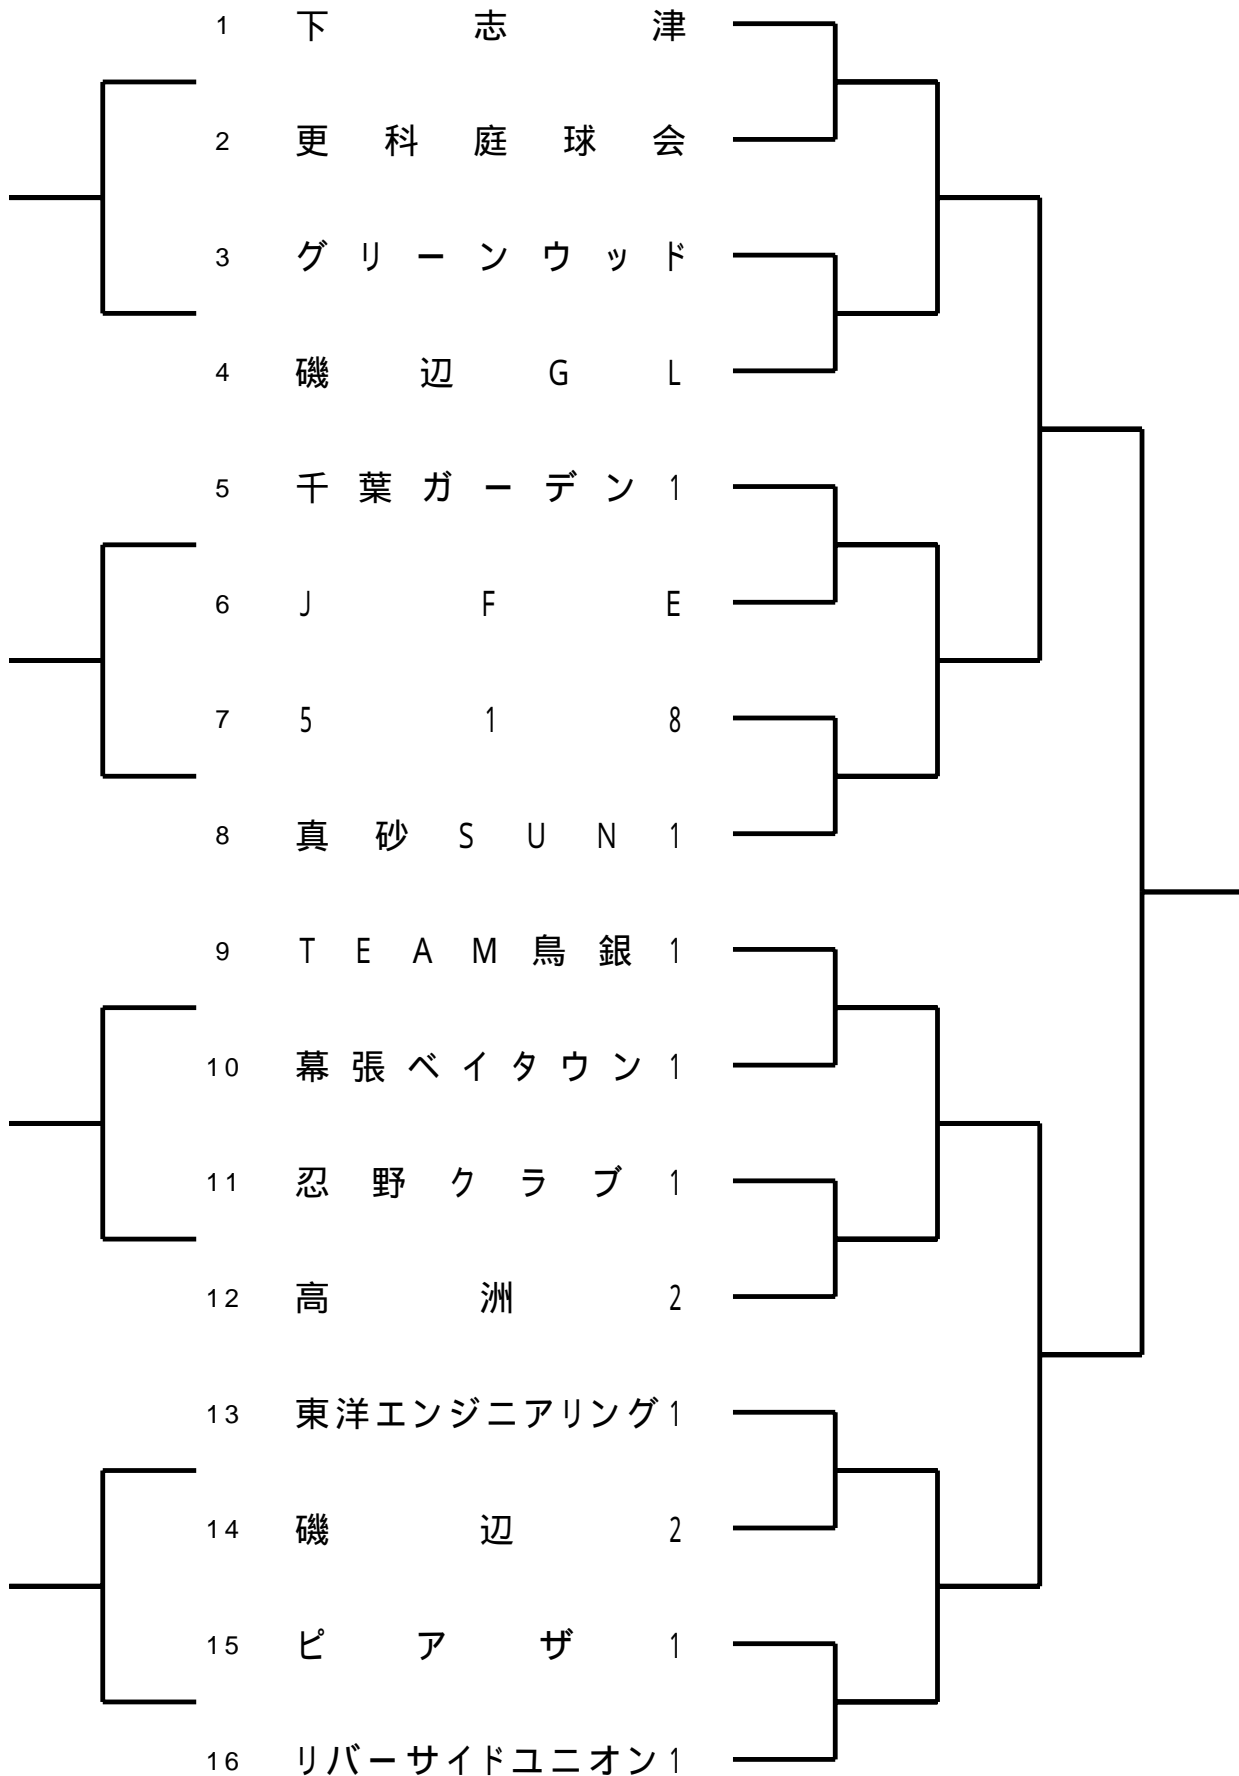 1 下志津
2 更科庭球会
3 グリーンウッド
4 磯辺GL
5 千葉ガーデン1
6 JFE
7 518
8 真砂SUN1
9 TEAM鳥銀1
10 幕張ベイタウン1
11 忍野クラブ1
12 高洲2
13 東洋エンジニアリング1
14 磯辺2
15 ピアザ1
16 リバーサイドユニオン1